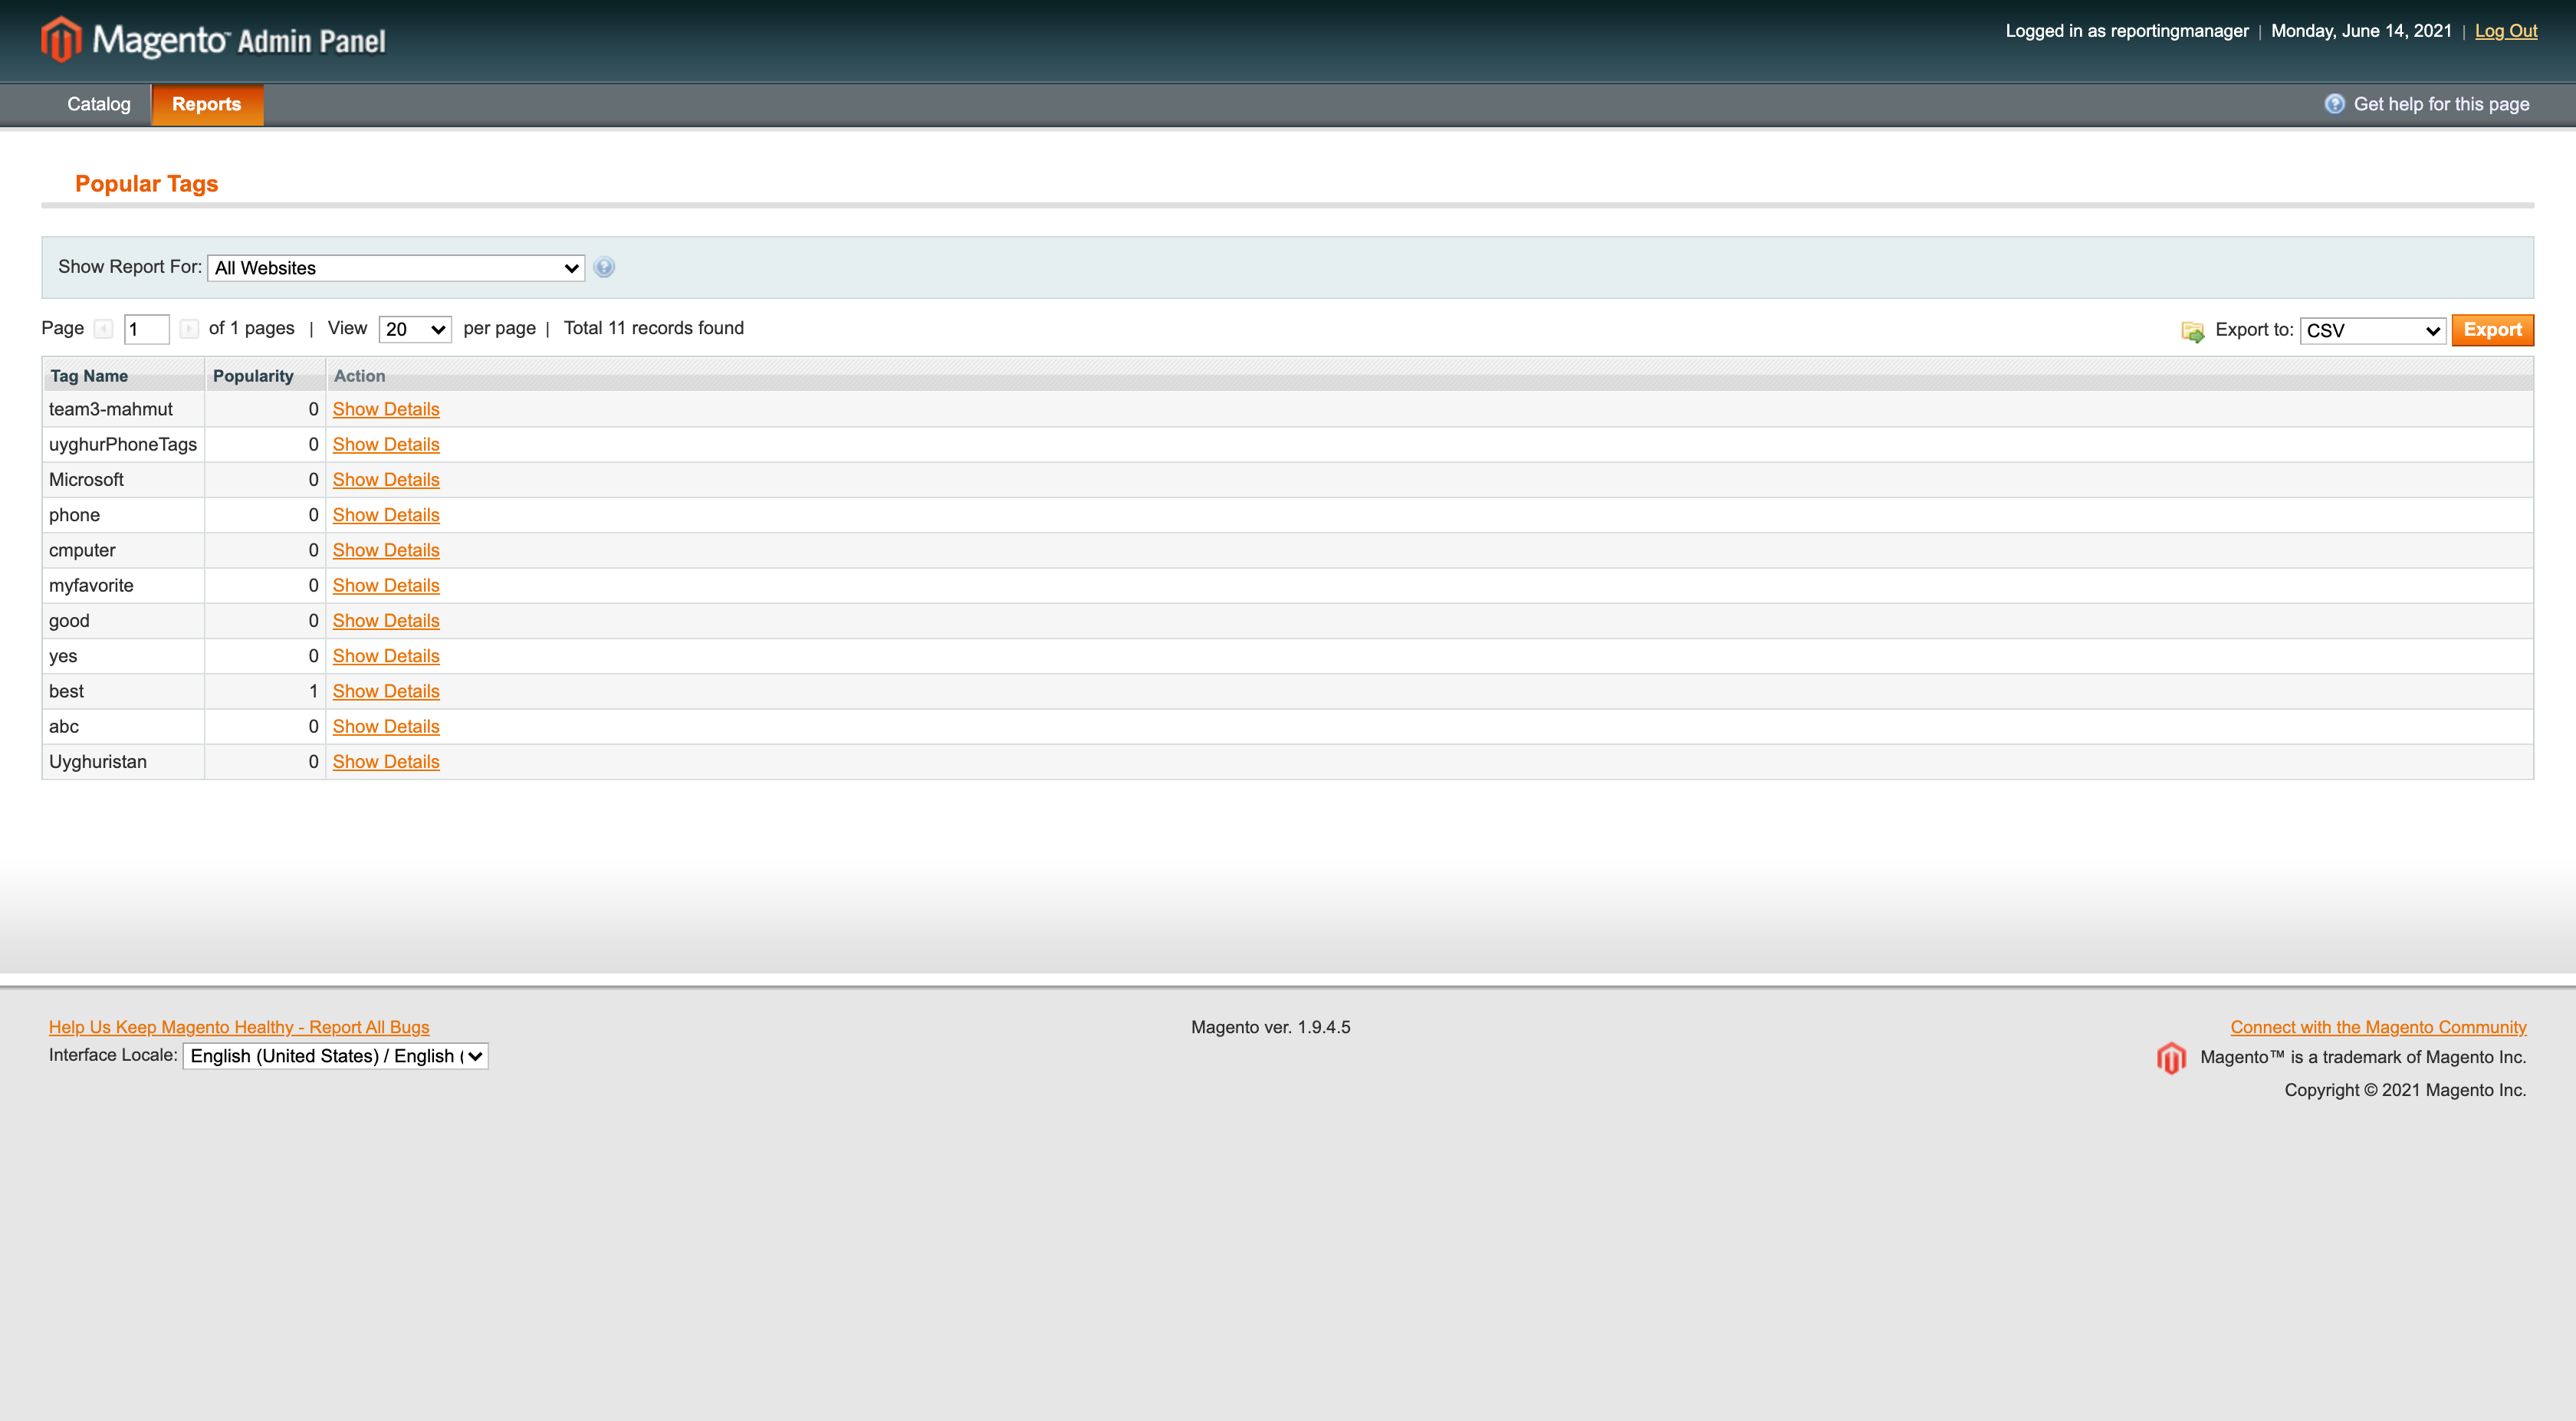 Magento™ Admin Panel
Logged in as reportingmanager | Monday, June 14, 2021 | Log Out
Catalog Reports Get help for this page
Popular Tags
Show Report For: All Websites
Page 1 of 1 pages | View 20 per page | Total 11 records found Export to: CSV Export
Tag Name Popularity Action
team3-mahmut 0 Show Details
uyghurPhoneTags 0 Show Details
Microsoft 0 Show Details
phone 0 Show Details
cmputer 0 Show Details
myfavorite 0 Show Details
good 0 Show Details
yes 0 Show Details
best 1 Show Details
abc 0 Show Details
Uyghuristan 0 Show Details
Help Us Keep Magento Healthy - Report All Bugs Magento ver. 1.9.4.5 Connect with the Magento Community
Interface Locale: English (United States) / English ( Magento™ is a trademark of Magento Inc.
Copyright © 2021 Magento Inc.